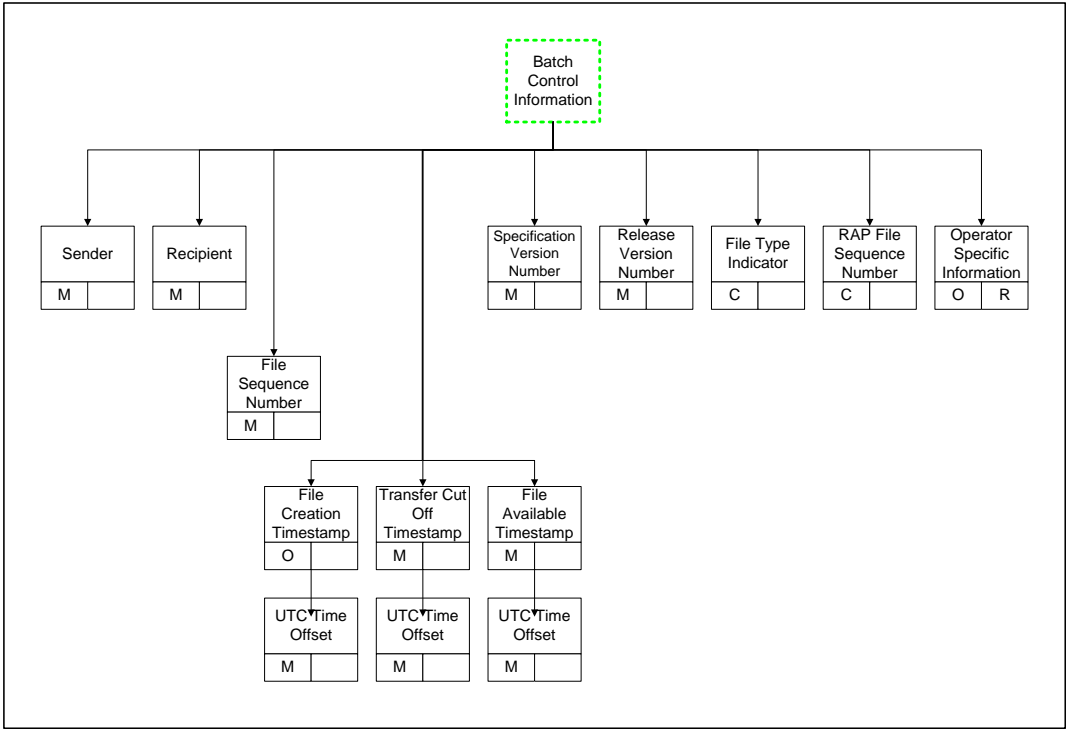 Batch
Control
Information
Sender
M
Recipient
M
Specification
Version
Number
M
Release
Version
Number
M
File Type
Indicator
C
RAP File
Sequence
Number
C
Operator
Specific
Information
O R
File
Sequence
Number
M
File
Creation
Timestamp
O
Transfer Cut
Off
Timestamp
M
File
Available
Timestamp
M
UTC Time
Offset
M
UTC Time
Offset
M
UTC Time
Offset
M